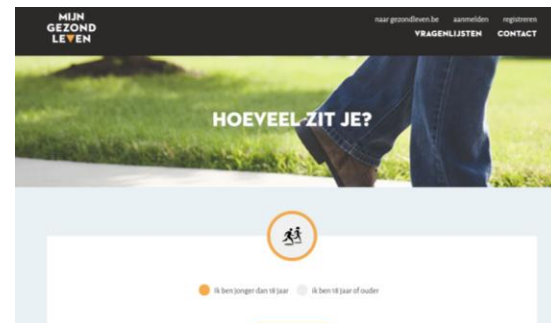 MIJN
GEZOND
LEVEN
naar gezondleven.be aanmelden registreren
VRAGENLIJSTEN CONTACT
HOEVEEL ZIT JE?
Ik ben jonger dan 18 jaar Ik ben 18 jaar of ouder